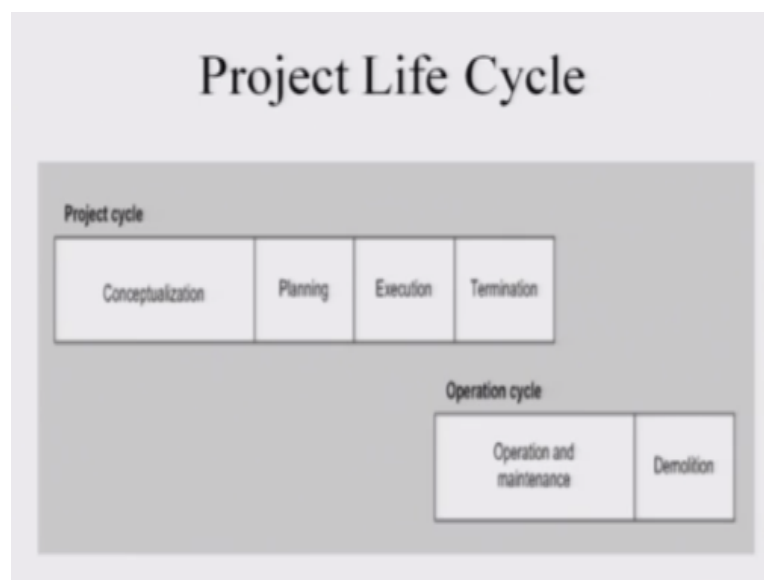 Project Life Cycle
Project cycle
Conceptualization
Planning
Execution
Termination
Operation cycle
Operation and
maintenance
Demolition